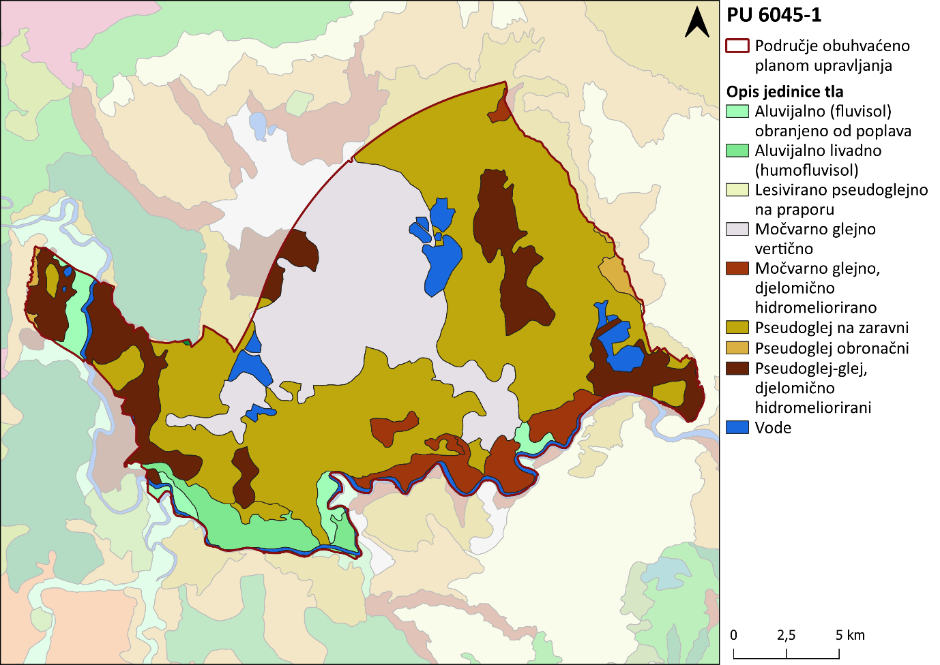 PU 6045-1
Područje obuhvaćeno
planom upravljanja
Opis jedinice tla
Aluvijalno (fluvisol)
obranjeno od poplava
Aluvijalno livadno
(humofluvisol)
Lesivirano pseudoglejno
na praporu
Močvarno glejno
vertično
Močvarno glejno,
djelomično
hidromeliorirano
Pseudoglej na zaravni
Pseudoglej obronačni
Pseudoglej-glej,
djelomično
hidromeliorirani
Vode
0 2,5 5 km